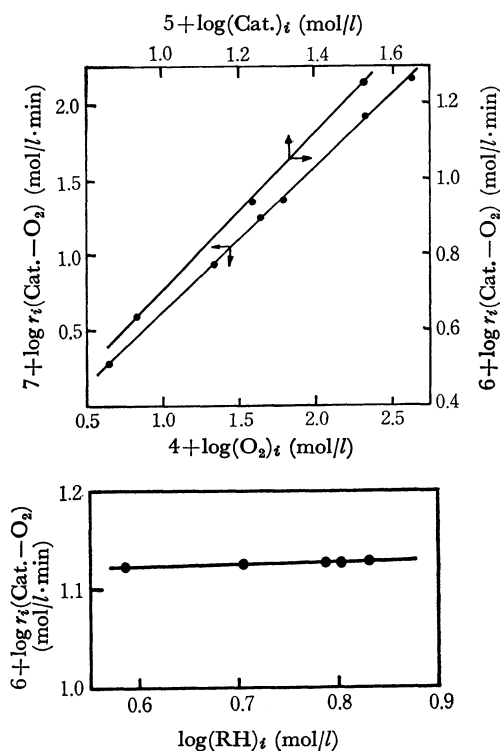 5+log(Cat.)ᵢ (mol/l)
1.0 1.2 1.4 1.6
7+log rᵢ(Cat.−O₂) (mol/l·min)
2.0
1.5
1.0
0.5
1.2
1.0
0.8
0.6
0.4
6+log rᵢ(Cat.−O₂) (mol/l·min)
0.5 1.0 1.5 2.0 2.5
4+log(O₂)ᵢ (mol/l)
6+log rᵢ(Cat.−O₂)
(mol/l·min)
1.2
1.1
1.0
0.6 0.7 0.8 0.9
log(RH)ᵢ (mol/l)